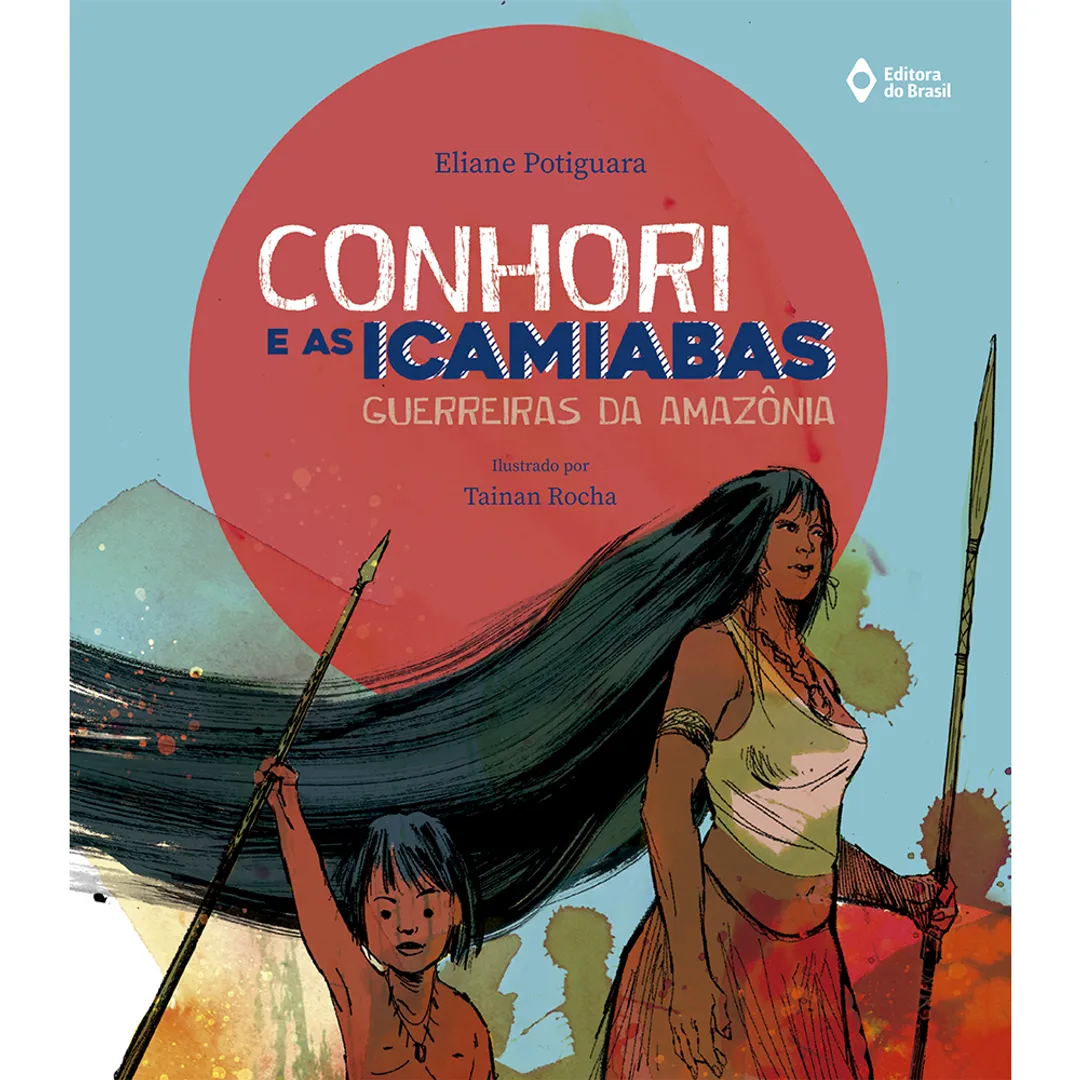 Editora
do Brasil
Eliane Potiguara
CONHORI
E AS ICAMIABAS
GUERREIRAS DA AMAZÔNIA
Ilustrado por
Tainan Rocha